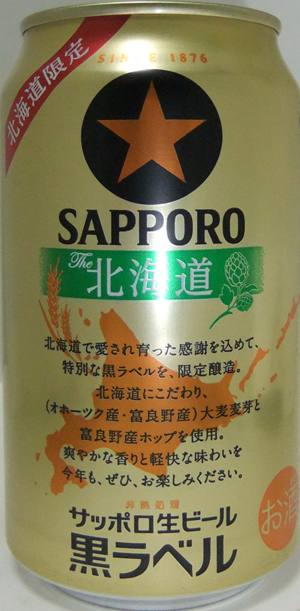 SINCE 1876
北海道限定
SAPPORO
The
北海道
北海道で愛され育った感謝を込めて、
特別な黒ラベルを、限定醸造。
北海道にこだわり、
(オホーツク産・富良野産)大麦麦芽と
富良野産ホップを使用。
爽やかな香りと軽快な味わいを
今年も、ぜひ、お楽しみください。
非熱処理
サッポロ生ビール
黒ラベル
お酒